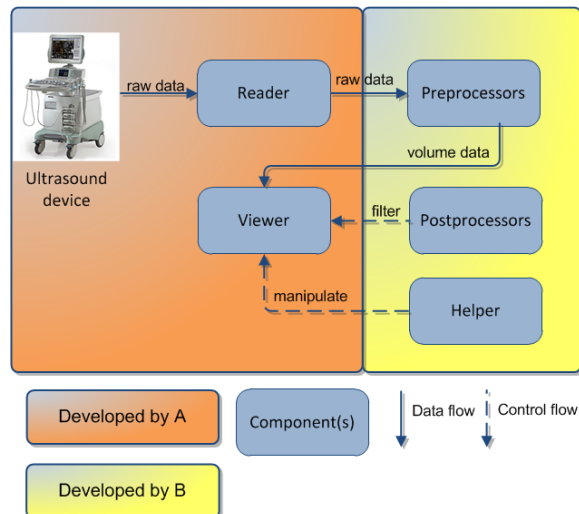 raw data
Reader
raw data
Preprocessors
volume data
Ultrasound
device
Viewer
filter
Postprocessors
manipulate
Helper
Developed by A
Component(s)
Data flow
Control flow
Developed by B